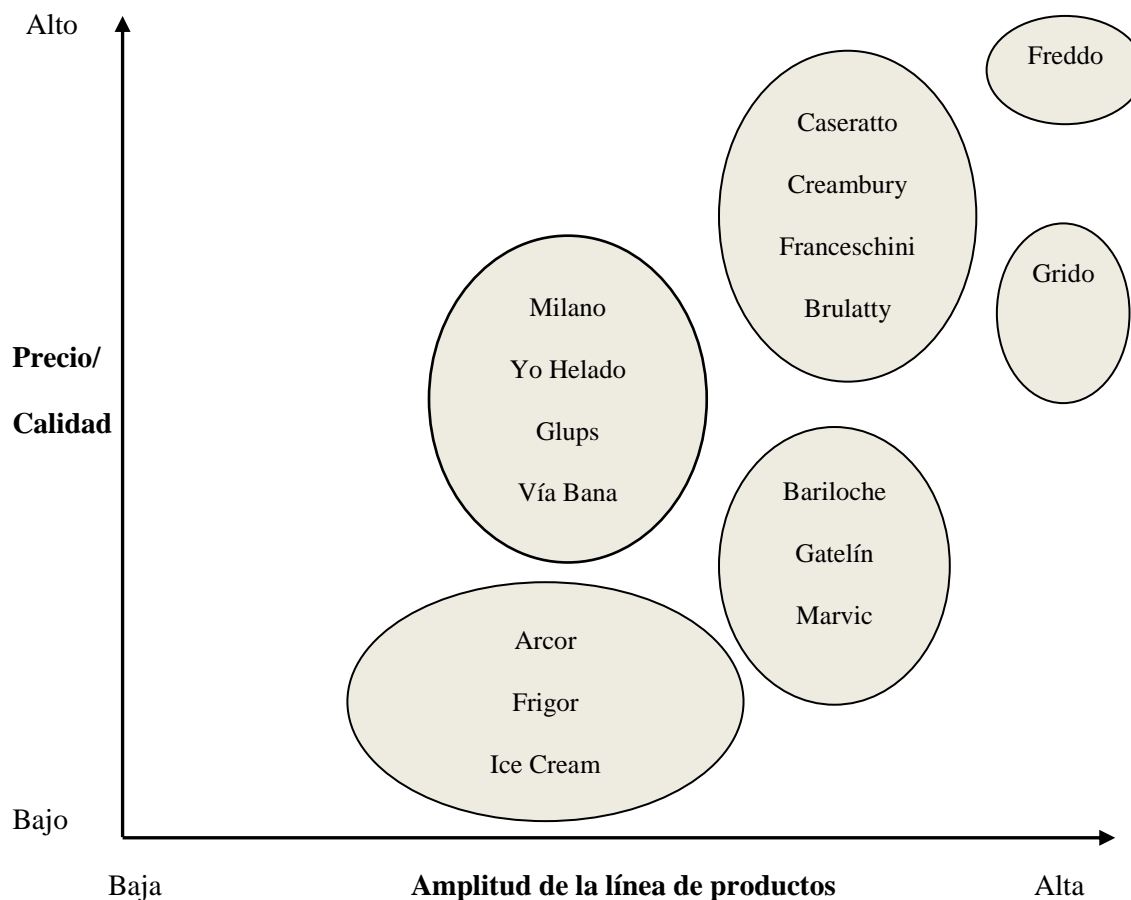 Alto
Freddo
Caseratto
Creambury
Franceschini
Grido
Brulatty
Milano
Yo Helado
Glups
Vía Bana
Precio/
Calidad
Bariloche
Gatelín
Marvic
Arcor
Frigor
Ice Cream
Bajo
Baja
Amplitud de la línea de productos
Alta